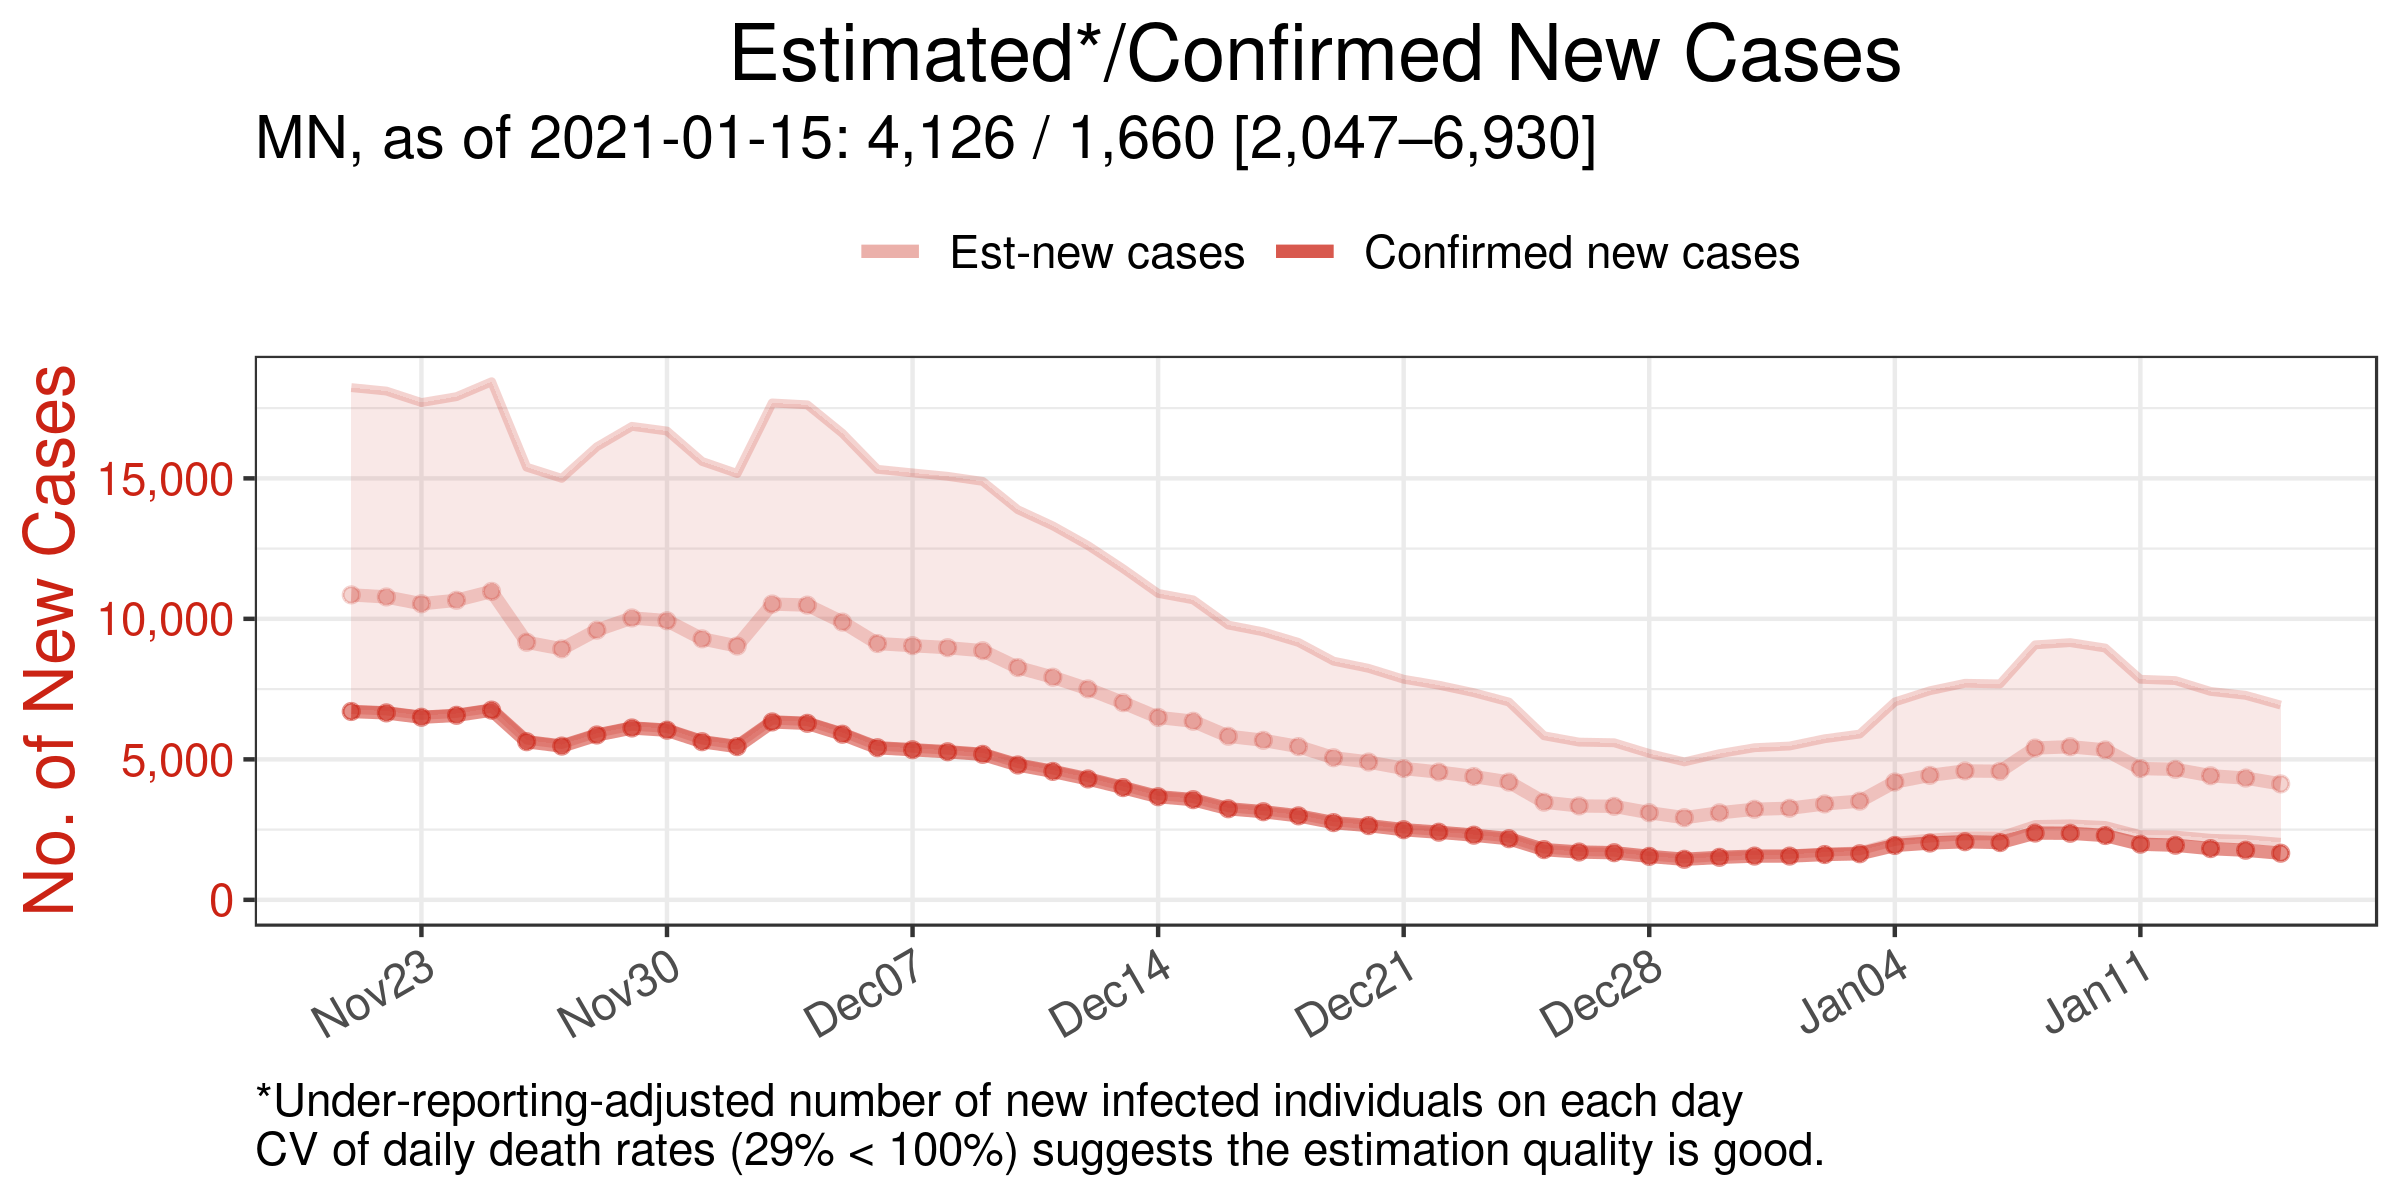 Estimated*/Confirmed New Cases
MN, as of 2021-01-15: 4,126 / 1,660 [2,047–6,930]
Est-new cases
Confirmed new cases
No. of New Cases
15,000
10,000
5,000
0
Nov23
Nov30
Dec07
Dec14
Dec21
Dec28
Jan04
Jan11
*Under-reporting-adjusted number of new infected individuals on each day
CV of daily death rates (29% < 100%) suggests the estimation quality is good.